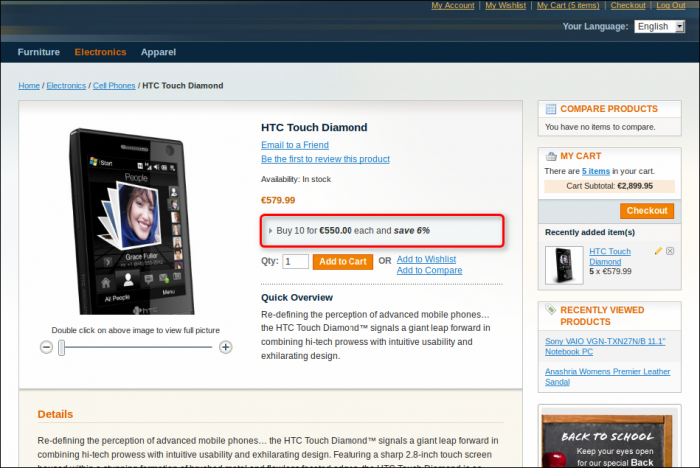 My Account | My Wishlist | My Cart (5 items) | Checkout | Log Out
Your Language: English
Furniture Electronics Apparel
Home / Electronics / Cell Phones / HTC Touch Diamond
Start
People
Grace Fuller
All People
Menu
hTC
Double click on above image to view full picture
HTC Touch Diamond
Email to a Friend
Be the first to review this product
Availability: In stock
€579.99
Buy 10 for €550.00 each and save 6%
Qty: 1 Add to Cart OR Add to Wishlist
Add to Compare
Quick Overview
Re-defining the perception of advanced mobile phones…
the HTC Touch Diamond™ signals a giant leap forward in
combining hi-tech prowess with intuitive usability and
exhilarating design.
Details
Re-defining the perception of advanced mobile phones… the HTC Touch Diamond™ signals a giant leap forward in
combining hi-tech prowess with intuitive usability and exhilarating design. Featuring a sharp 2.8-inch touch screen
COMPARE PRODUCTS
You have no items to compare.
MY CART
There are 5 items in your cart.
Cart Subtotal: €2,899.95
Checkout
Recently added item(s)
HTC Touch
Diamond
5 x €579.99
RECENTLY VIEWED
PRODUCTS
Sony VAIO VGN-TXN27N/B 11.1"
Notebook PC
Anashria Womens Premier Leather
Sandal
BACK TO SCHOOL
Keep your eyes open
for our special Back